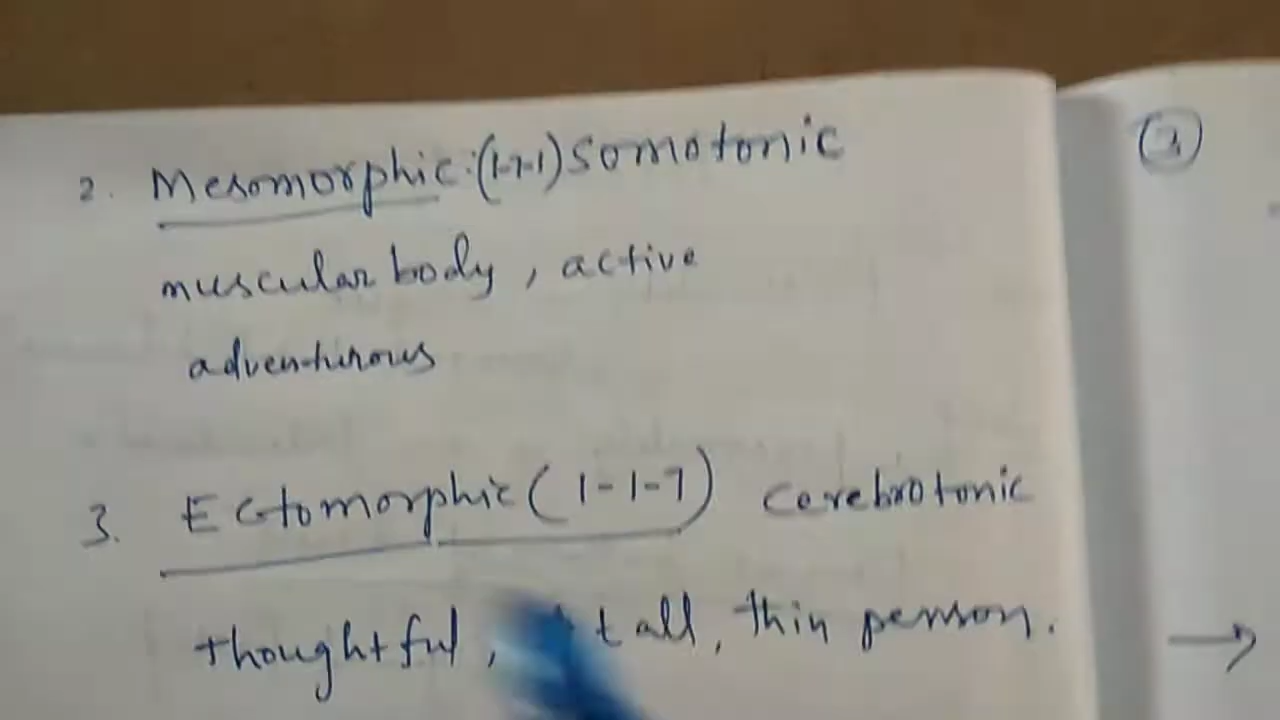 2. Mesomorphic:(1-7-1) Somotonic
muscular body, active
adventurous
3. Ectomorphic (1-1-7) cerebrotonic
thoughtful, tall, thin person.
→